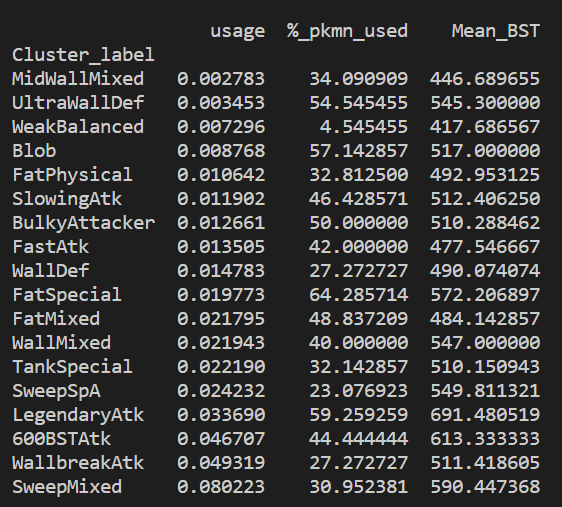 usage %_pkmn_used Mean_BST
Cluster_label
MidWallMixed 0.002783 34.090909 446.689655
UltraWallDef 0.003453 54.545455 545.300000
WeakBalanced 0.007296 4.545455 417.686567
Blob 0.008768 57.142857 517.000000
FatPhysical 0.010642 32.812500 492.953125
SlowingAtk 0.011902 46.428571 512.406250
BulkyAttacker 0.012661 50.000000 510.288462
FastAtk 0.013505 42.000000 477.546667
WallDef 0.014783 27.272727 490.074074
FatSpecial 0.019773 64.285714 572.206897
FatMixed 0.021795 48.837209 484.142857
WallMixed 0.021943 40.000000 547.000000
TankSpecial 0.022190 32.142857 510.150943
SweepSpA 0.024232 23.076923 549.811321
LegendaryAtk 0.033690 59.259259 691.480519
600BSTAtk 0.046707 44.444444 613.333333
WallbreakAtk 0.049319 27.272727 511.418605
SweepMixed 0.080223 30.952381 590.447368